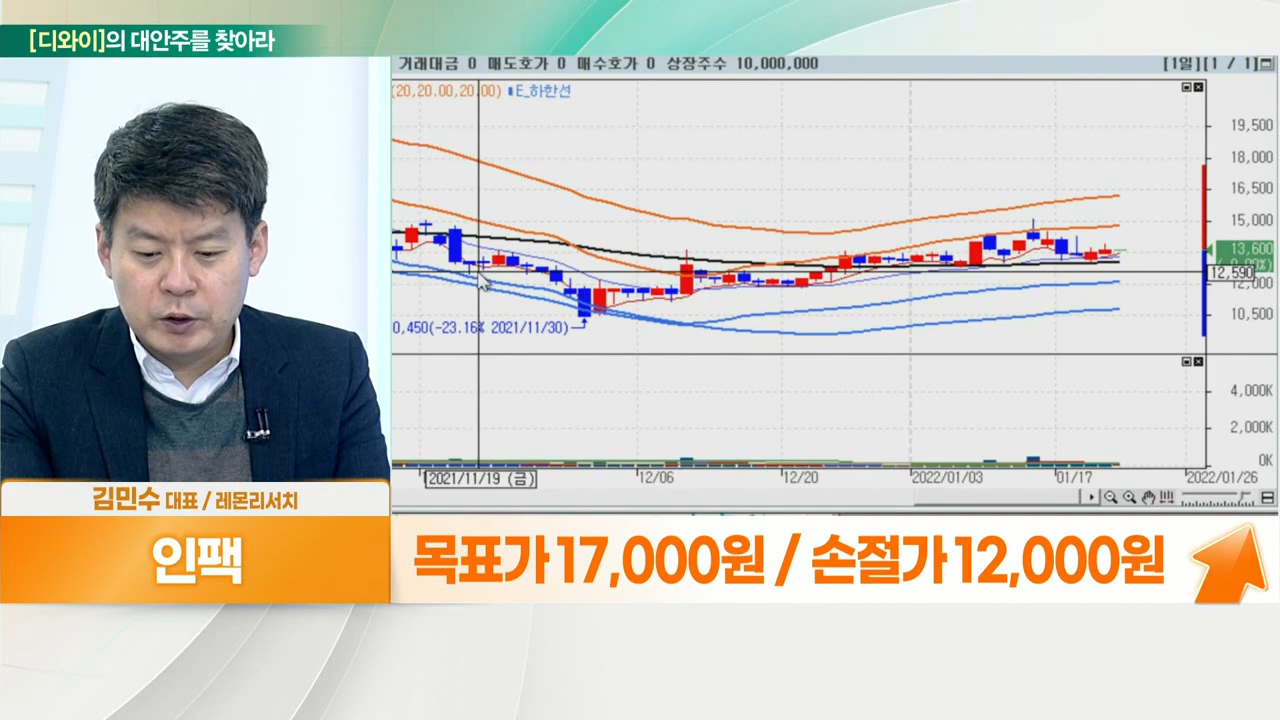 [디와이]의 대안주를 찾아라
거래대금 0 매도호가 0 매수호가 0 상장주수 10,000,000 [1일][1 / 1]
(20,20.00,20.00) E_하한선
19,500
18,000
16,500
15,000
13,600
12,590
12,000
10,500
0,450(-23.16% 2021/11/30)
4,000K
2,000K
0K
2021/11/19 (금) 12/06 12/20 2022/01/03 01/17 2022/01/26
김민수 대표 / 레몬리서치
인팩
목표가 17,000원 / 손절가 12,000원